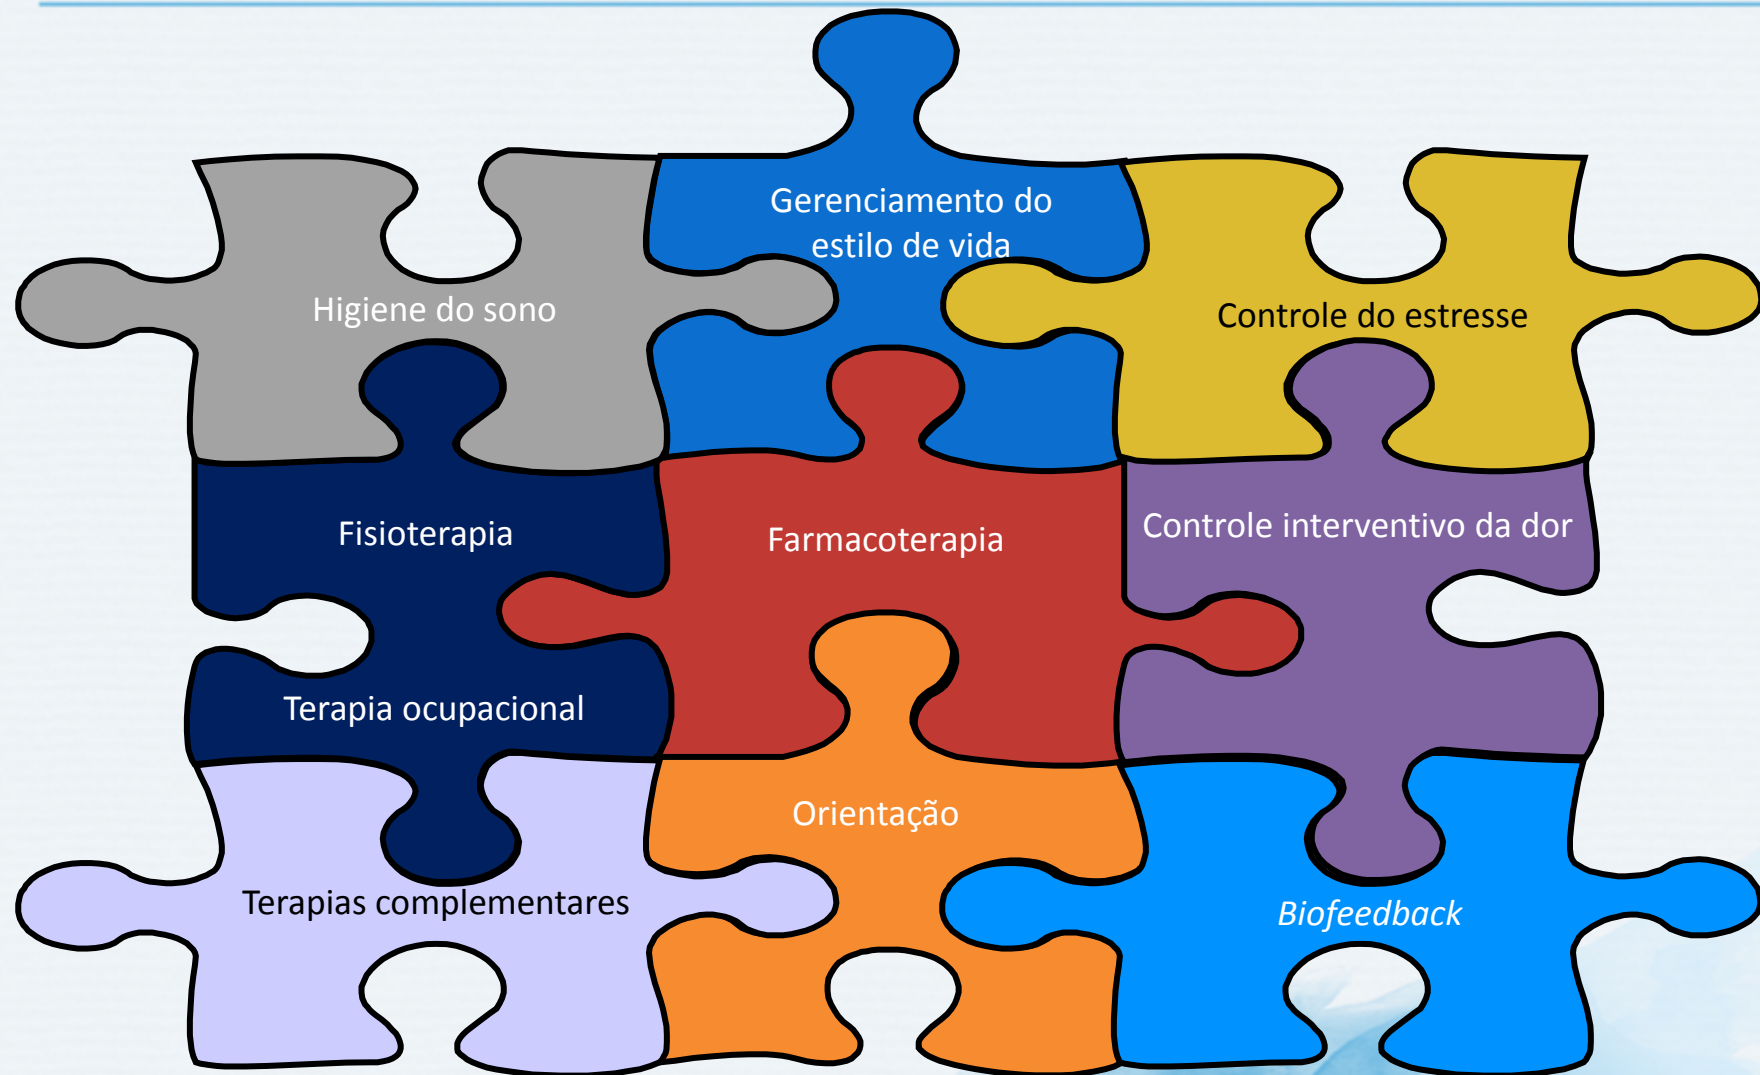 Gerenciamento do
estilo de vida
Higiene do sono
Controle do estresse
Fisioterapia
Farmacoterapia
Controle interventivo da dor
Terapia ocupacional
Orientação
Terapias complementares
Biofeedback